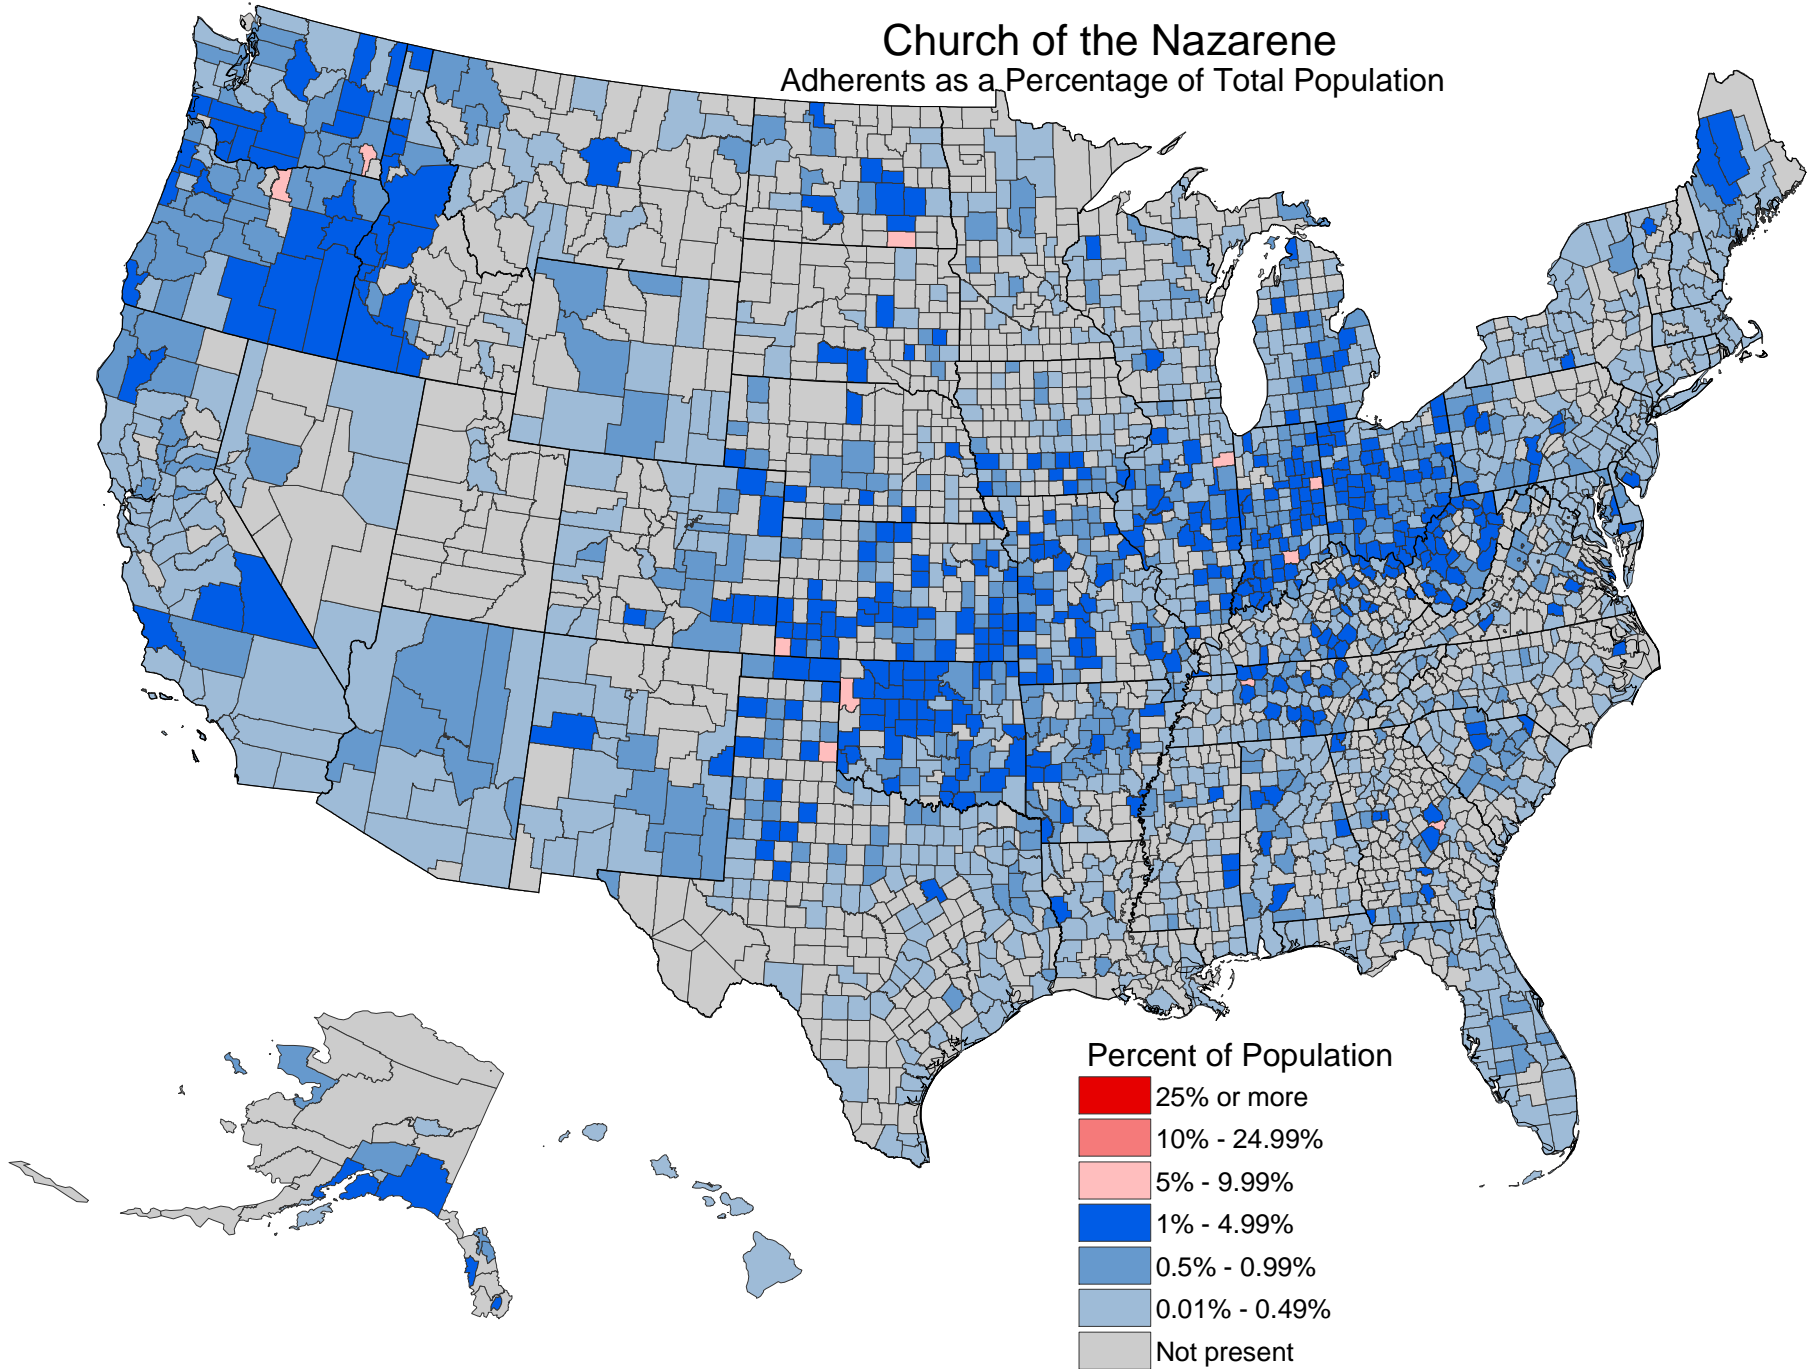 Church of the Nazarene
Adherents as a Percentage of Total Population
Percent of Population
25% or more
10% - 24.99%
5% - 9.99%
1% - 4.99%
0.5% - 0.99%
0.01% - 0.49%
Not present